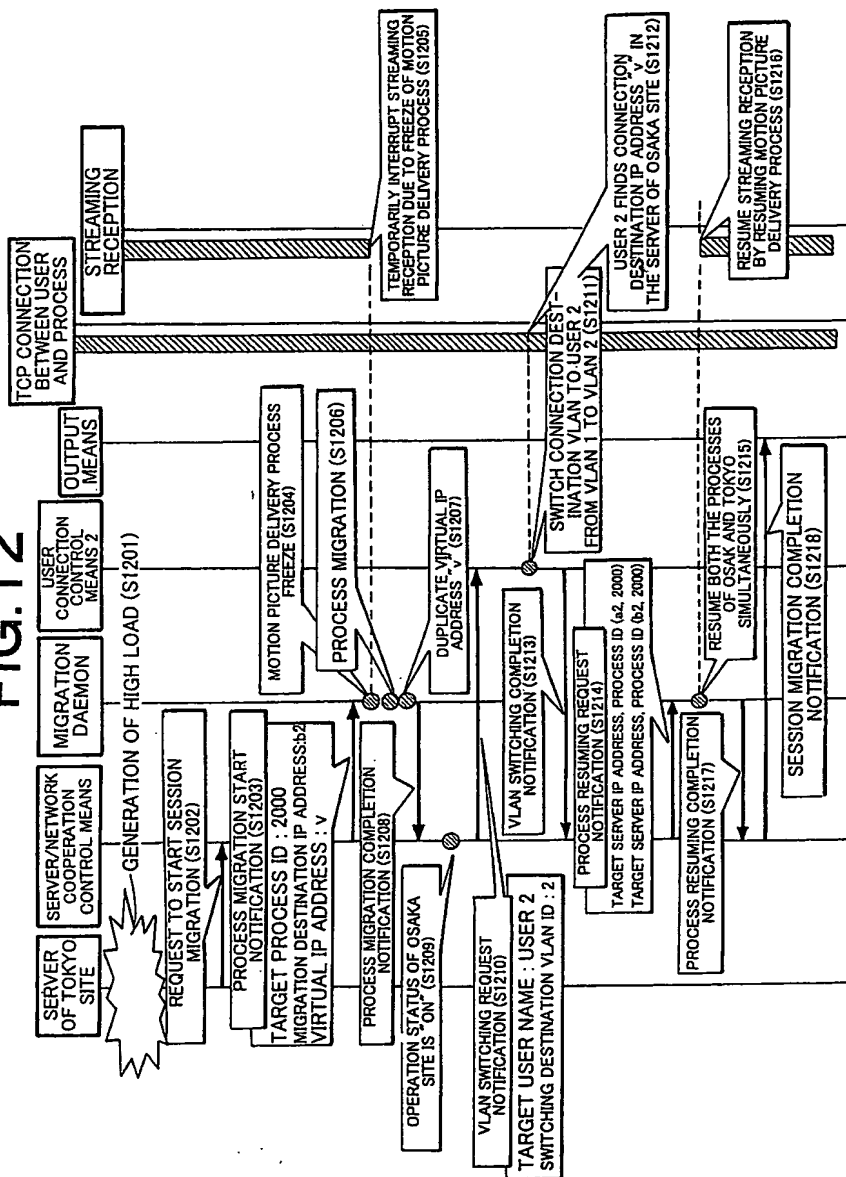 FIG.12
SERVER
OF TOKYO
SITE
SERVER/NETWORK
COOPERATION
CONTROL MEANS
MIGRATION
DAEMON
USER
CONNECTION
CONTROL
MEANS 2
OUTPUT
MEANS
TCP CONNECTION
BETWEEN USER
AND PROCESS
STREAMING
RECEPTION
GENERATION OF HIGH LOAD (S1201)
REQUEST TO START SESSION
MIGRATION (S1202)
PROCESS MIGRATION START
NOTIFICATION (S1203)
TARGET PROCESS ID : 2000
MIGRATION DESTINATION IP ADDRESS:b2
VIRTUAL IP ADDRESS : v
MOTION PICTURE DELIVERY PROCESS
FREEZE (S1204)
TEMPORARILY INTERRUPT STREAMING
RECEPTION DUE TO FREEZE OF MOTION
PICTURE DELIVERY PROCESS (S1205)
PROCESS MIGRATION (S1206)
DUPLICATE VIRTUAL IP
ADDRESS "v" (S1207)
PROCESS MIGRATION COMPLETION
NOTIFICATION (S1208)
OPERATION STATUS OF OSAKA
SITE IS "ON" (S1209)
VLAN SWITCHING REQUEST
NOTIFICATION (S1210)
TARGET USER NAME : USER 2
SWITCHING DESTINATION VLAN ID : 2
SWITCH CONNECTION DEST-
INATION VLAN TO USER 2
FROM VLAN 1 TO VLAN 2 (S1211)
USER 2 FINDS CONNECTION
DESTINATION IP ADDRESS "v" IN
THE SERVER OF OSAKA SITE (S1212)
VLAN SWITCHING COMPLETION
NOTIFICATION (S1213)
PROCESS RESUMING REQUEST
NOTIFICATION (S1214)
TARGET SERVER IP ADDRESS, PROCESS ID (a2, 2000)
TARGET SERVER IP ADDRESS, PROCESS ID (b2, 2000)
RESUME BOTH THE PROCESSES
OF OSAK AND TOKYO
SIMULTANEOUSLY (S1215)
RESUME STREAMING RECEPTION
BY RESUMING MOTION PICTURE
DELIVERY PROCESS (S1216)
PROCESS RESUMING COMPLETION
NOTIFICATION (S1217)
SESSION MIGRATION COMPLETION
NOTIFICATION (S1218)